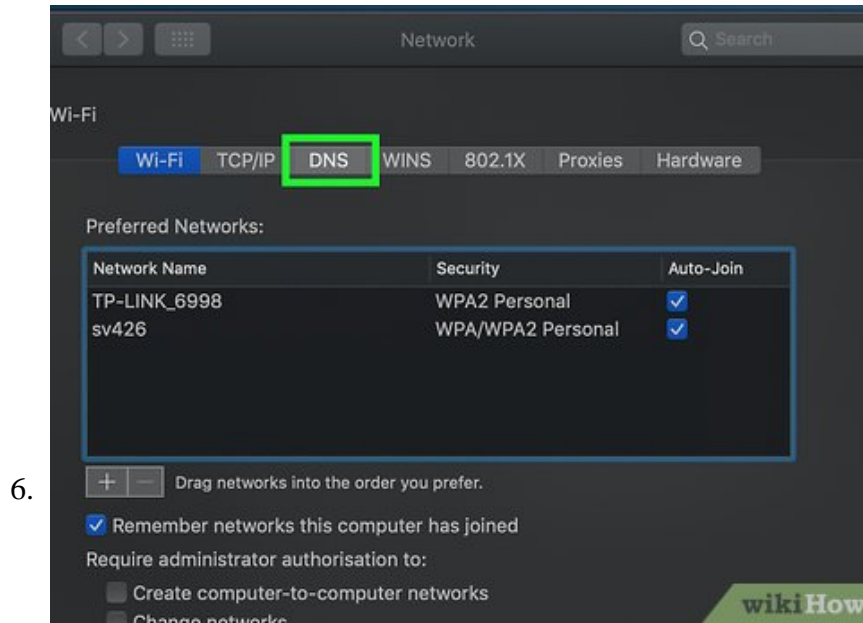 Network
Search
Wi-Fi
Wi-Fi TCP/IP DNS WINS 802.1X Proxies Hardware
Preferred Networks:
Network Name Security Auto-Join
TP-LINK_6998 WPA2 Personal
sv426 WPA/WPA2 Personal
6.
+ − Drag networks into the order you prefer.
Remember networks this computer has joined
Require administrator authorisation to:
Create computer-to-computer networks
Change networks
wikiHow